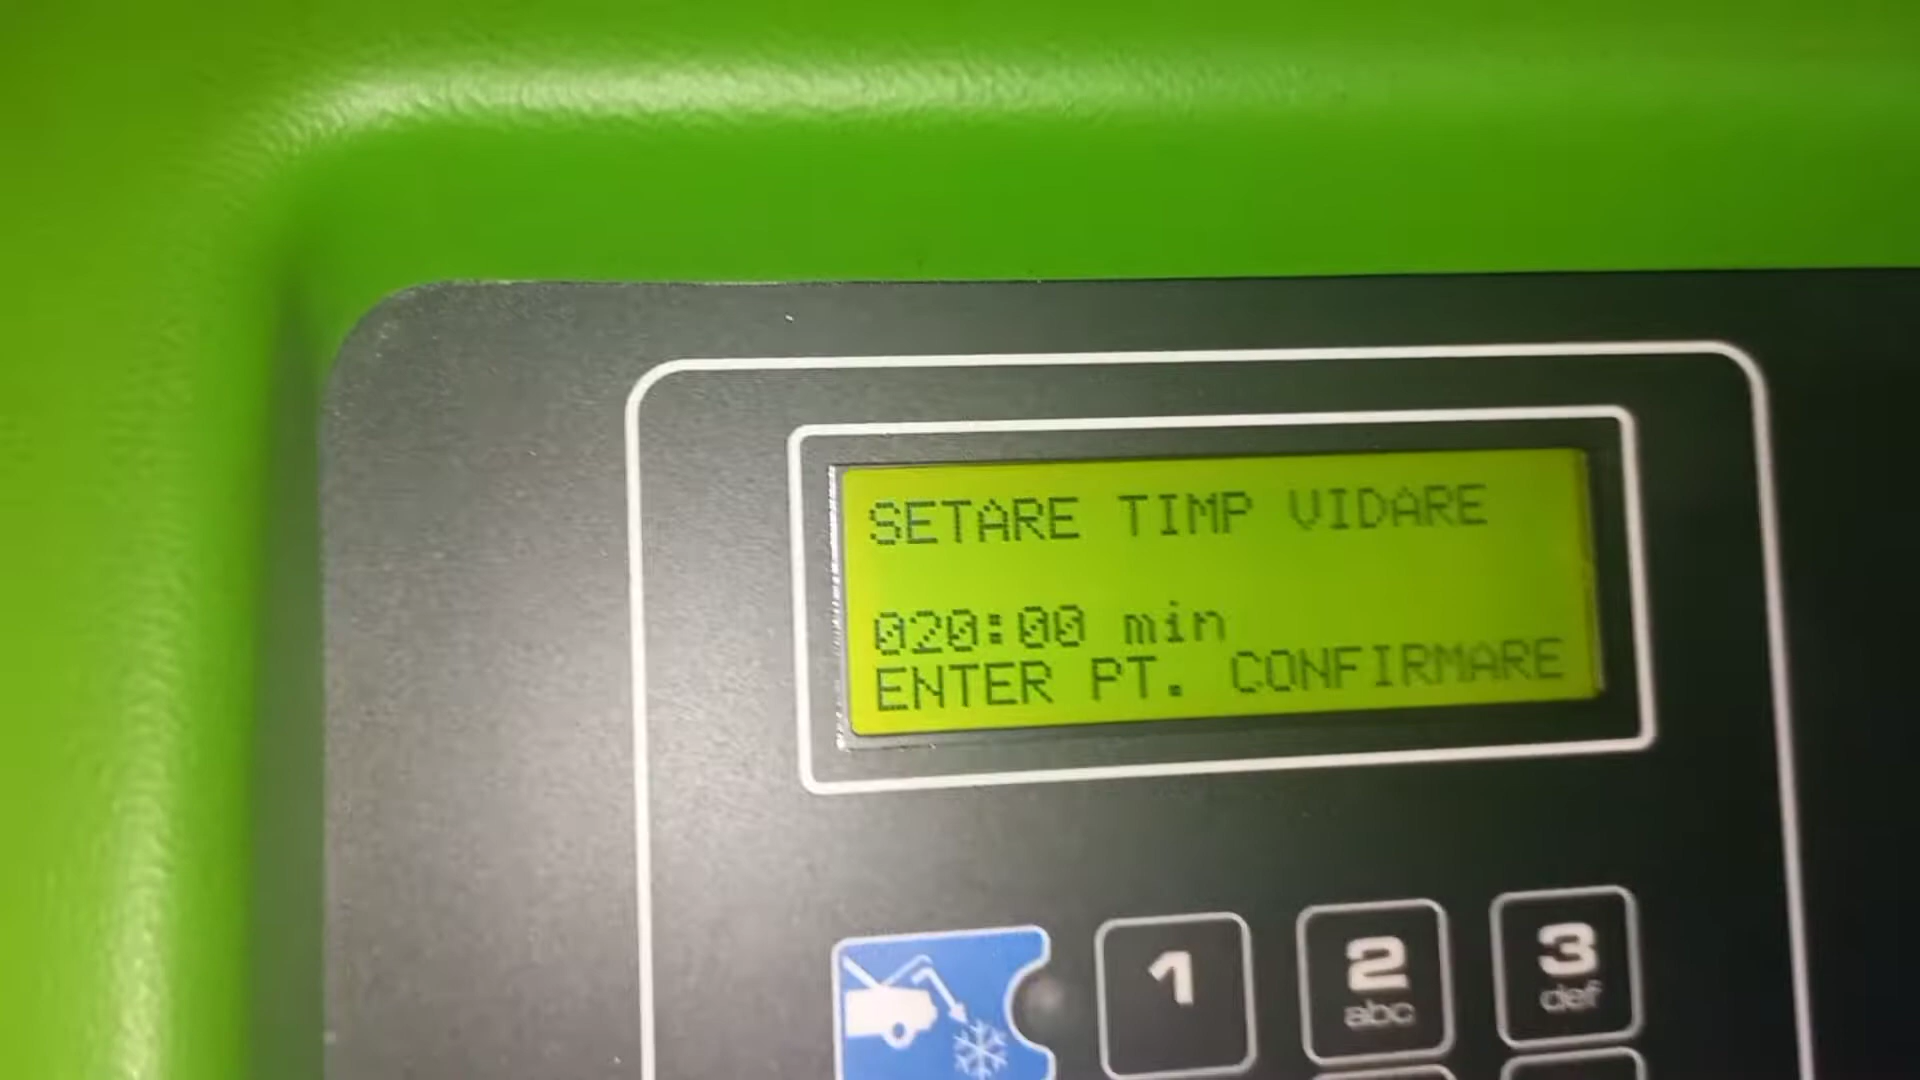 SETARE TIMP VIDARE
020:00 min
ENTER PT. CONFIRMARE
1
2
abc
3
def